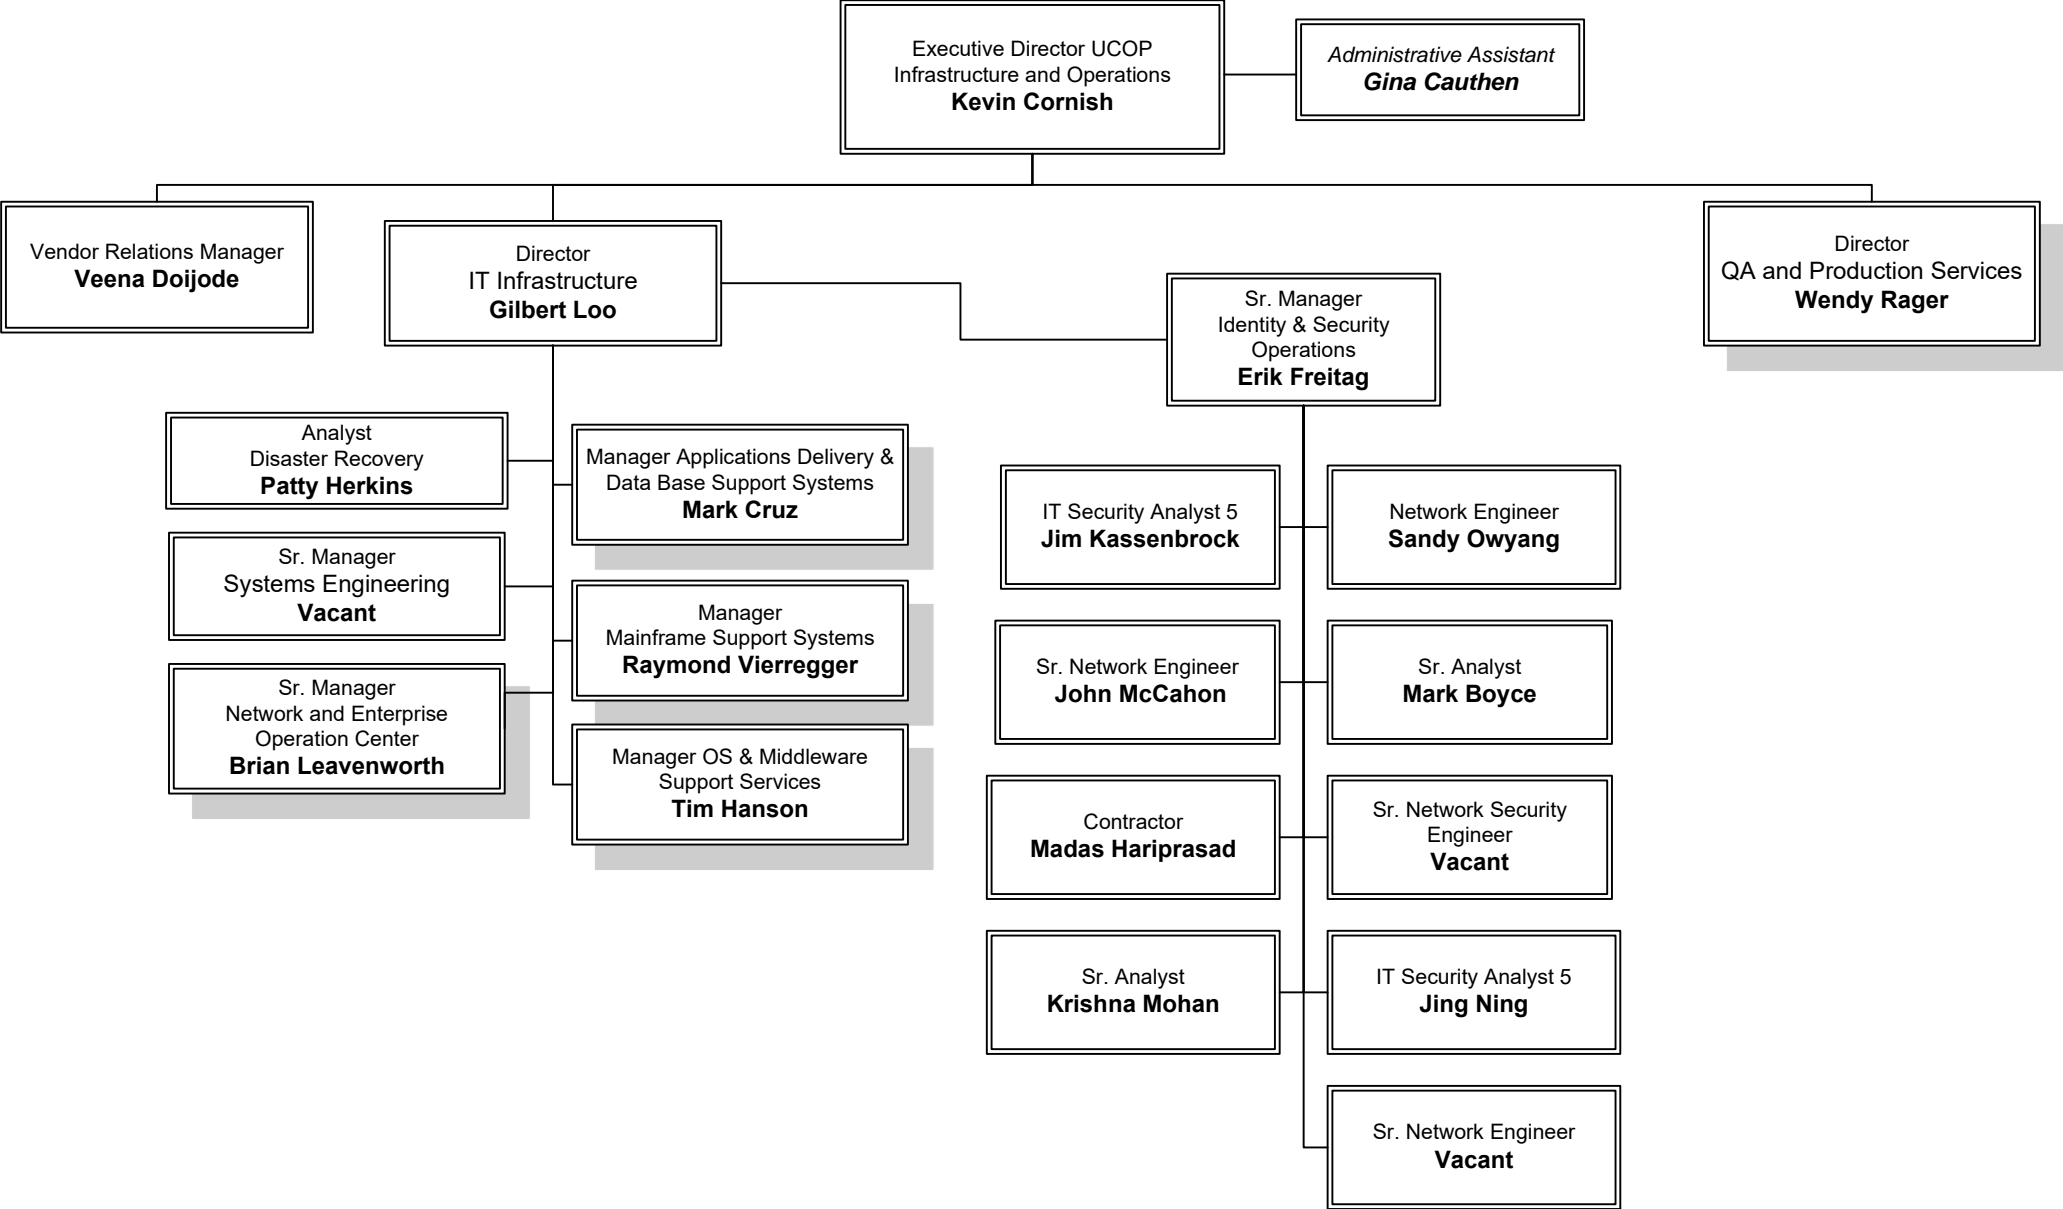 Executive Director UCOP
Infrastructure and Operations
Kevin Cornish
Administrative Assistant
Gina Cauthen
Vendor Relations Manager
Veena Doijode
Director
IT Infrastructure
Gilbert Loo
Sr. Manager
Identity & Security
Operations
Erik Freitag
Director
QA and Production Services
Wendy Rager
Analyst
Disaster Recovery
Patty Herkins
Manager Applications Delivery &
Data Base Support Systems
Mark Cruz
Sr. Manager
Systems Engineering
Vacant
Manager
Mainframe Support Systems
Raymond Vierregger
Sr. Manager
Network and Enterprise
Operation Center
Brian Leavenworth
Manager OS & Middleware
Support Services
Tim Hanson
IT Security Analyst 5
Jim Kassenbrock
Network Engineer
Sandy Owyang
Sr. Network Engineer
John McCahon
Sr. Analyst
Mark Boyce
Contractor
Madas Hariprasad
Sr. Network Security
Engineer
Vacant
Sr. Analyst
Krishna Mohan
IT Security Analyst 5
Jing Ning
Sr. Network Engineer
Vacant